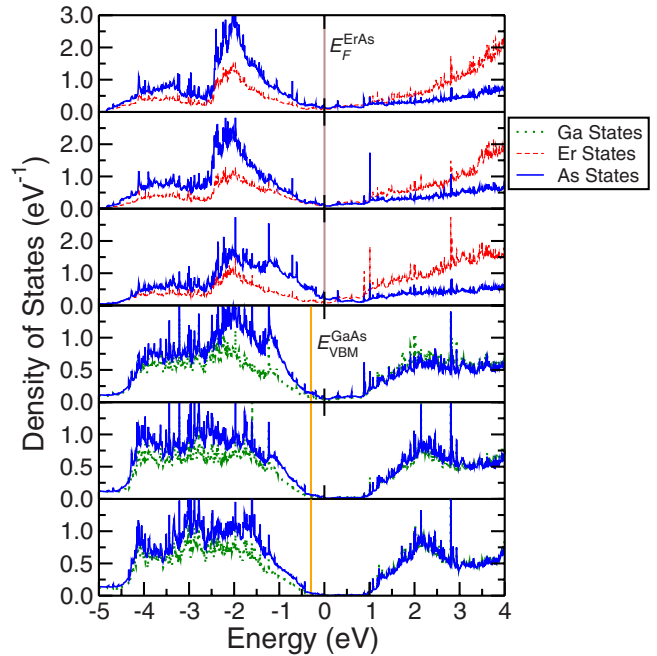 3.0
2.0
1.0
0.0
E_F^ErAs
2.0
1.0
0.0
Ga States
Er States
As States
2.0
1.0
0.0
1.0
0.5
0.0
E_VBM^GaAs
1.0
0.5
0.0
1.0
0.5
0.0
-5 -4 -3 -2 -1 0 1 2 3 4
Energy (eV)
Density of States (eV⁻¹)